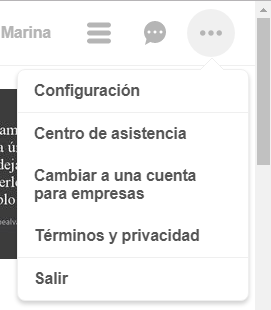 Marina
Configuración
Centro de asistencia
Cambiar a una cuenta
para empresas
Términos y privacidad
Salir